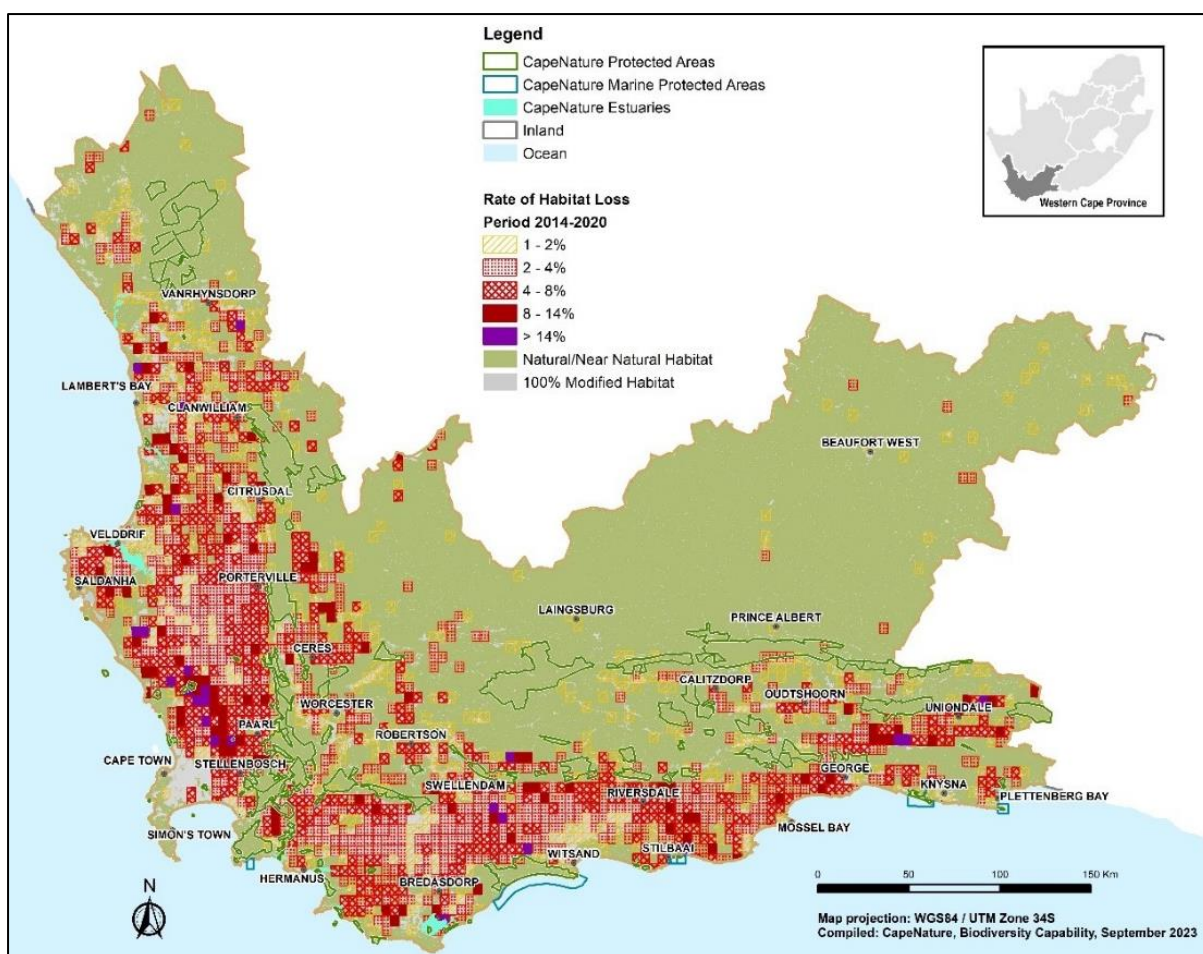 Legend
CapeNature Protected Areas
CapeNature Marine Protected Areas
CapeNature Estuaries
Inland
Ocean
Rate of Habitat Loss
Period 2014-2020
1 - 2%
2 - 4%
4 - 8%
8 - 14%
> 14%
Natural/Near Natural Habitat
100% Modified Habitat
Western Cape Province
VANRHYNSDORP
LAMBERT'S BAY
CLANWILLIAM
BEAUFORT WEST
CITRUSDAL
VELDDRIF
SALDANHA
PORTERVILLE
LAINGSBURG
PRINCE ALBERT
CERES
CALITZDORP
OUDTSHOORN
WORCESTER
UNIONDALE
PAARL
ROBERTSON
CAPE TOWN
STELLENBOSCH
GEORGE
SWELLENDAM
KNYSNA
RIVERSDALE
PLETTENBERG BAY
MOSSEL BAY
SIMON'S TOWN
STILBAAI
WITSAND
HERMANUS
BREDASDORP
N
0 50 100 150 Km
Map projection: WGS84 / UTM Zone 34S
Compiled: CapeNature, Biodiversity Capability, September 2023